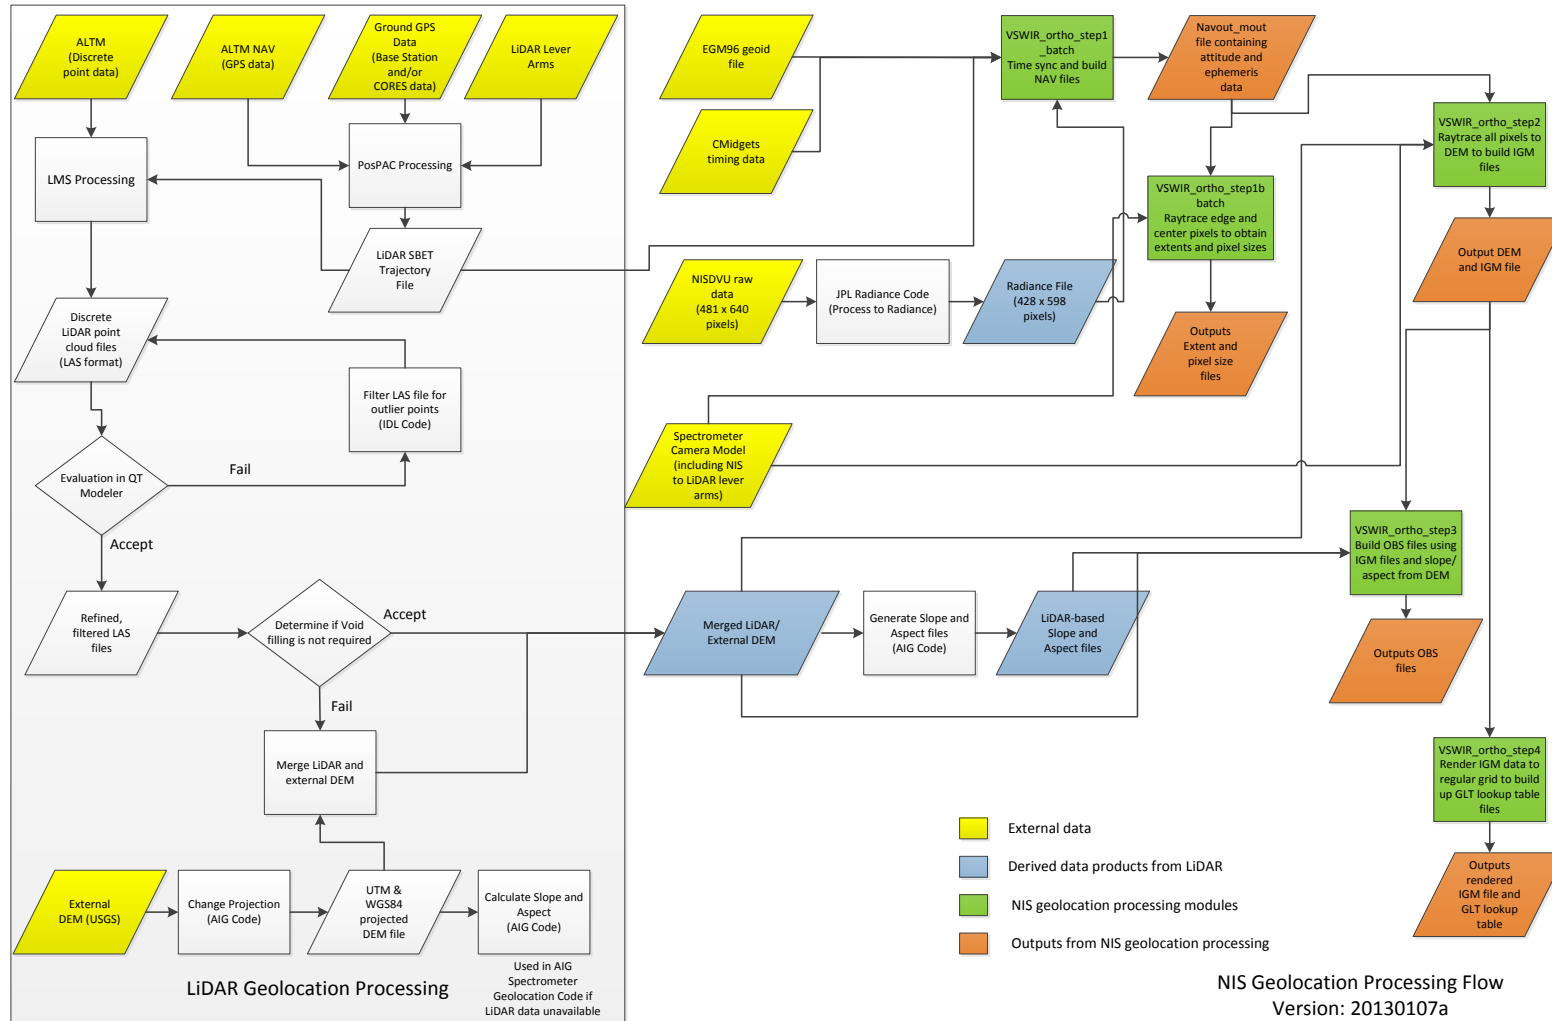 ALTM
(Discrete
point data)
ALTM NAV
(GPS data)
Ground GPS
Data
(Base Station
and/or
CORES data)
LiDAR Lever
Arms
LMS Processing
PosPAC Processing
LiDAR SBET
Trajectory
File
Discrete
LiDAR point
cloud files
(LAS format)
Filter LAS file for
outlier points
(IDL Code)
Evaluation in QT
Modeler
Fail
Accept
Refined,
filtered LAS
files
Determine if Void
filling is not required
Accept
Fail
Merge LiDAR and
external DEM
External
DEM (USGS)
Change Projection
(AIG Code)
UTM &
WGS84
projected
DEM file
Calculate Slope and
Aspect
(AIG Code)
Used in AIG
Spectrometer
Geolocation Code if
LiDAR data unavailable
LiDAR Geolocation Processing
EGM96 geoid
file
CMidgets
timing data
VSWIR_ortho_step1
_batch
Time sync and build
NAV files
Navout_mout
file containing
attitude and
ephemeris
data
VSWIR_ortho_step2
Raytrace all pixels to
DEM to build IGM
files
VSWIR_ortho_step1b
batch
Raytrace edge and
center pixels to obtain
extents and pixel sizes
Output DEM
and IGM file
NISDVU raw
data
(481 x 640
pixels)
JPL Radiance Code
(Process to Radiance)
Radiance File
(428 x 598
pixels)
Outputs
Extent and
pixel size
files
Spectrometer
Camera Model
(including NIS
to LiDAR lever
arms)
VSWIR_ortho_step3
Build OBS files using
IGM files and slope/
aspect from DEM
Merged LiDAR/
External DEM
Generate Slope and
Aspect files
(AIG Code)
LiDAR-based
Slope and
Aspect files
Outputs OBS
files
VSWIR_ortho_step4
Render IGM data to
regular grid to build
up GLT lookup table
files
Outputs
rendered
IGM file and
GLT lookup
table
External data
Derived data products from LiDAR
NIS geolocation processing modules
Outputs from NIS geolocation processing
NIS Geolocation Processing Flow
Version: 20130107a